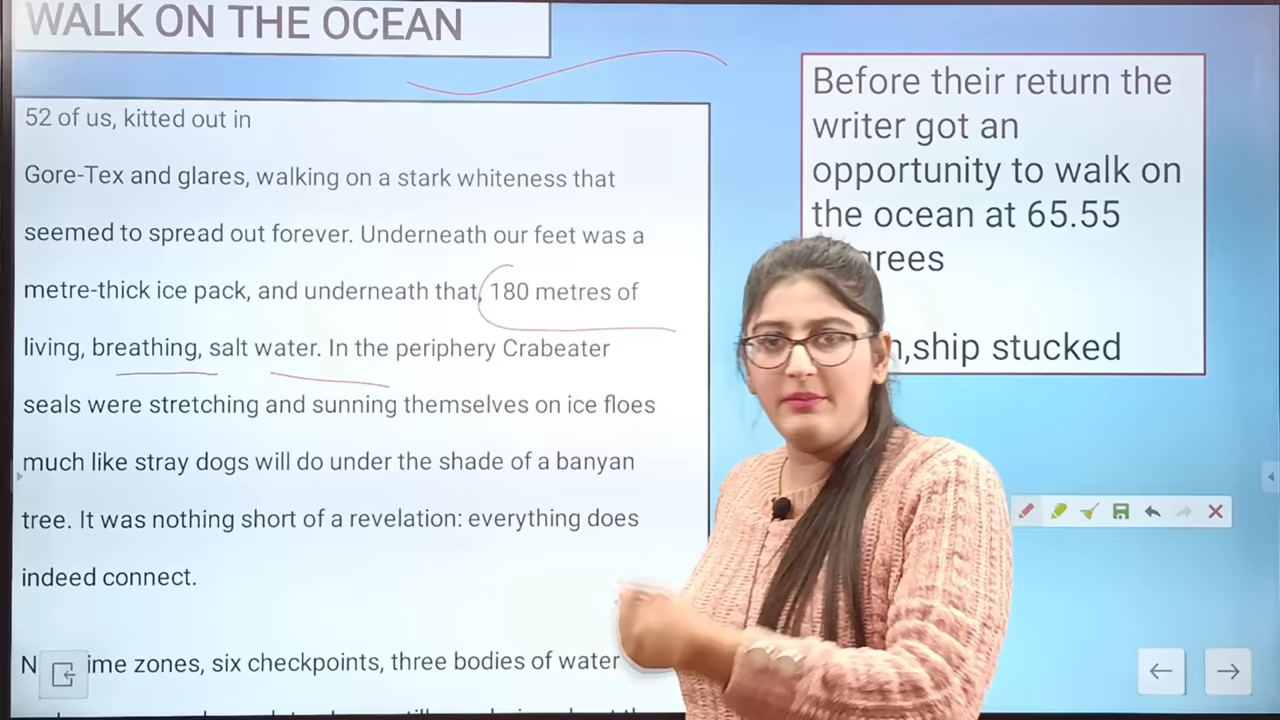 WALK ON THE OCEAN
52 of us, kitted out in
Gore-Tex and glares, walking on a stark whiteness that
seemed to spread out forever. Underneath our feet was a
metre-thick ice pack, and underneath that, 180 metres of
living, breathing, salt water. In the periphery Crabeater
seals were stretching and sunning themselves on ice floes
much like stray dogs will do under the shade of a banyan
tree. It was nothing short of a revelation: everything does
indeed connect.
zones, six checkpoints, three bodies of water
Before their return the
writer got an
opportunity to walk on
the ocean at 65.55
ship stucked